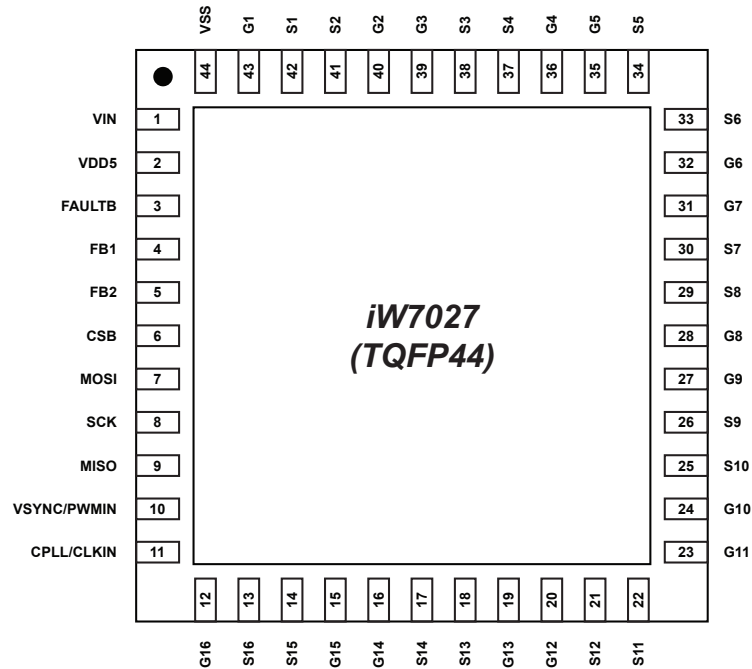 VSS G1 S1 S2 G2 G3 S3 S4 G4 G5 S5
44 43 42 41 40 39 38 37 36 35 34
VIN 1 33 S6
VDD5 2 32 G6
FAULTB 3 31 G7
FB1 4 30 S7
FB2 5 29 S8
iW7027
CSB 6 28 G8
(TQFP44)
MOSI 7 27 G9
SCK 8 26 S9
MISO 9 25 S10
VSYNC/PWMIN 10 24 G10
CPLL/CLKIN 11 23 G11
12 13 14 15 16 17 18 19 20 21 22
G16 S16 S15 G15 G14 S14 S13 G13 G12 S12 S11